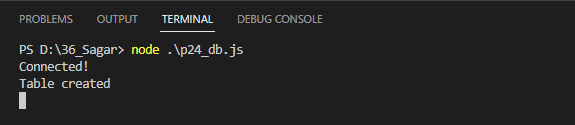 PROBLEMS OUTPUT TERMINAL DEBUG CONSOLE
PS D:\36_Sagar> node .\p24_db.js
Connected!
Table created